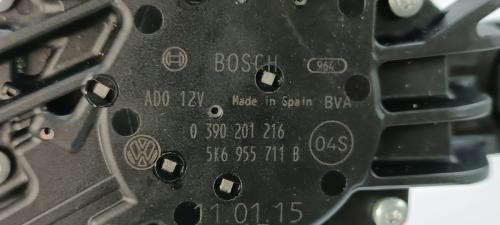 BOSCH 964
AD0 12V Made in Spain BVA
0 390 201 216
5K6 955 711 B 04S
11.01.15